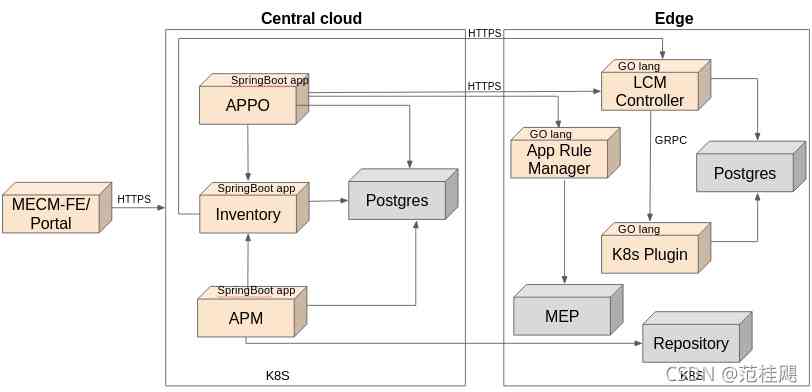 Central cloud
Edge
HTTPS
SpringBoot app
APPO
HTTPS
GO lang
LCM
Controller
GO lang
App Rule
Manager
GRPC
Postgres
MECM-FE/
Portal
HTTPS
SpringBoot app
Inventory
Postgres
GO lang
K8s Plugin
SpringBoot app
APM
MEP
Repository
K8S
K8S
CSDN @范桂飓